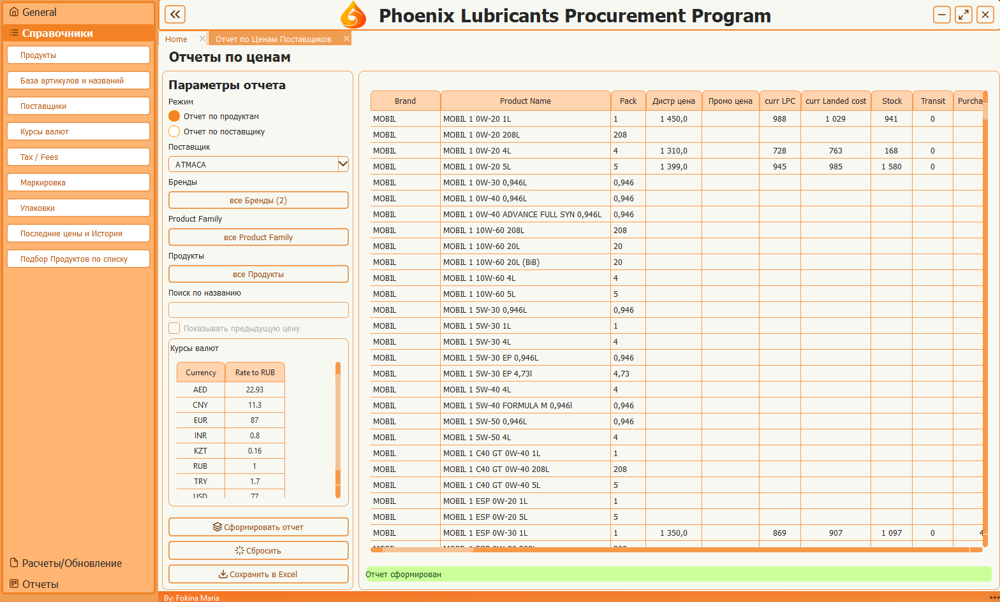 General
Справочники
Продукты
База артикулов и названий
Поставщики
Курсы валют
Tax / Fees
Маркировка
Упаковки
Последние цены и История
Подбор Продуктов по списку
Расчеты/Обновление
Отчеты
Phoenix Lubricants Procurement Program
Home
Отчет по Ценам Поставщиков
Отчеты по ценам
Параметры отчета
Режим
Отчет по продуктам
Отчет по поставщику
Поставщик
ATMACA
Бренды
все Бренды (2)
Product Family
все Product Family
Продукты
все Продукты
Поиск по названию
Показывать предыдущую цену
Курсы валют
Currency Rate to RUB
AED 22.93
CNY 11.3
EUR 87
INR 0.8
KZT 0.16
RUB 1
TRY 1.7
USD 77
Сформировать отчет
Сбросить
Сохранить в Excel
Brand Product Name Pack Дистр цена Промо цена curr LPC curr Landed cost Stock Transit Purcha
MOBIL MOBIL 1 0W-20 1L 1 1 450,0 988 1 029 941 0
MOBIL MOBIL 1 0W-20 208L 208
MOBIL MOBIL 1 0W-20 4L 4 1 310,0 728 763 168 0
MOBIL MOBIL 1 0W-20 5L 5 1 399,0 945 985 1 580 0
MOBIL MOBIL 1 0W-30 0,946L 0,946
MOBIL MOBIL 1 0W-40 0,946L 0,946
MOBIL MOBIL 1 0W-40 ADVANCE FULL SYN 0,946L 0,946
MOBIL MOBIL 1 10W-60 208L 208
MOBIL MOBIL 1 10W-60 20L 20
MOBIL MOBIL 1 10W-60 20L (BiB) 20
MOBIL MOBIL 1 10W-60 4L 4
MOBIL MOBIL 1 10W-60 5L 5
MOBIL MOBIL 1 5W-30 0,946L 0,946
MOBIL MOBIL 1 5W-30 1L 1
MOBIL MOBIL 1 5W-30 4L 4
MOBIL MOBIL 1 5W-30 EP 0,946L 0,946
MOBIL MOBIL 1 5W-30 EP 4,73l 4,73
MOBIL MOBIL 1 5W-40 4L 4
MOBIL MOBIL 1 5W-40 FORMULA M 0,946l 0,946
MOBIL MOBIL 1 5W-50 0,946L 0,946
MOBIL MOBIL 1 5W-50 4L 4
MOBIL MOBIL 1 C40 GT 0W-40 1L 1
MOBIL MOBIL 1 C40 GT 0W-40 208L 208
MOBIL MOBIL 1 C40 GT 0W-40 5L 5
MOBIL MOBIL 1 ESP 0W-20 1L 1
MOBIL MOBIL 1 ESP 0W-20 5L 5
MOBIL MOBIL 1 ESP 0W-30 1L 1 1 350,0 869 907 1 097 0 4
Отчет сформирован
By: Fokina Maria